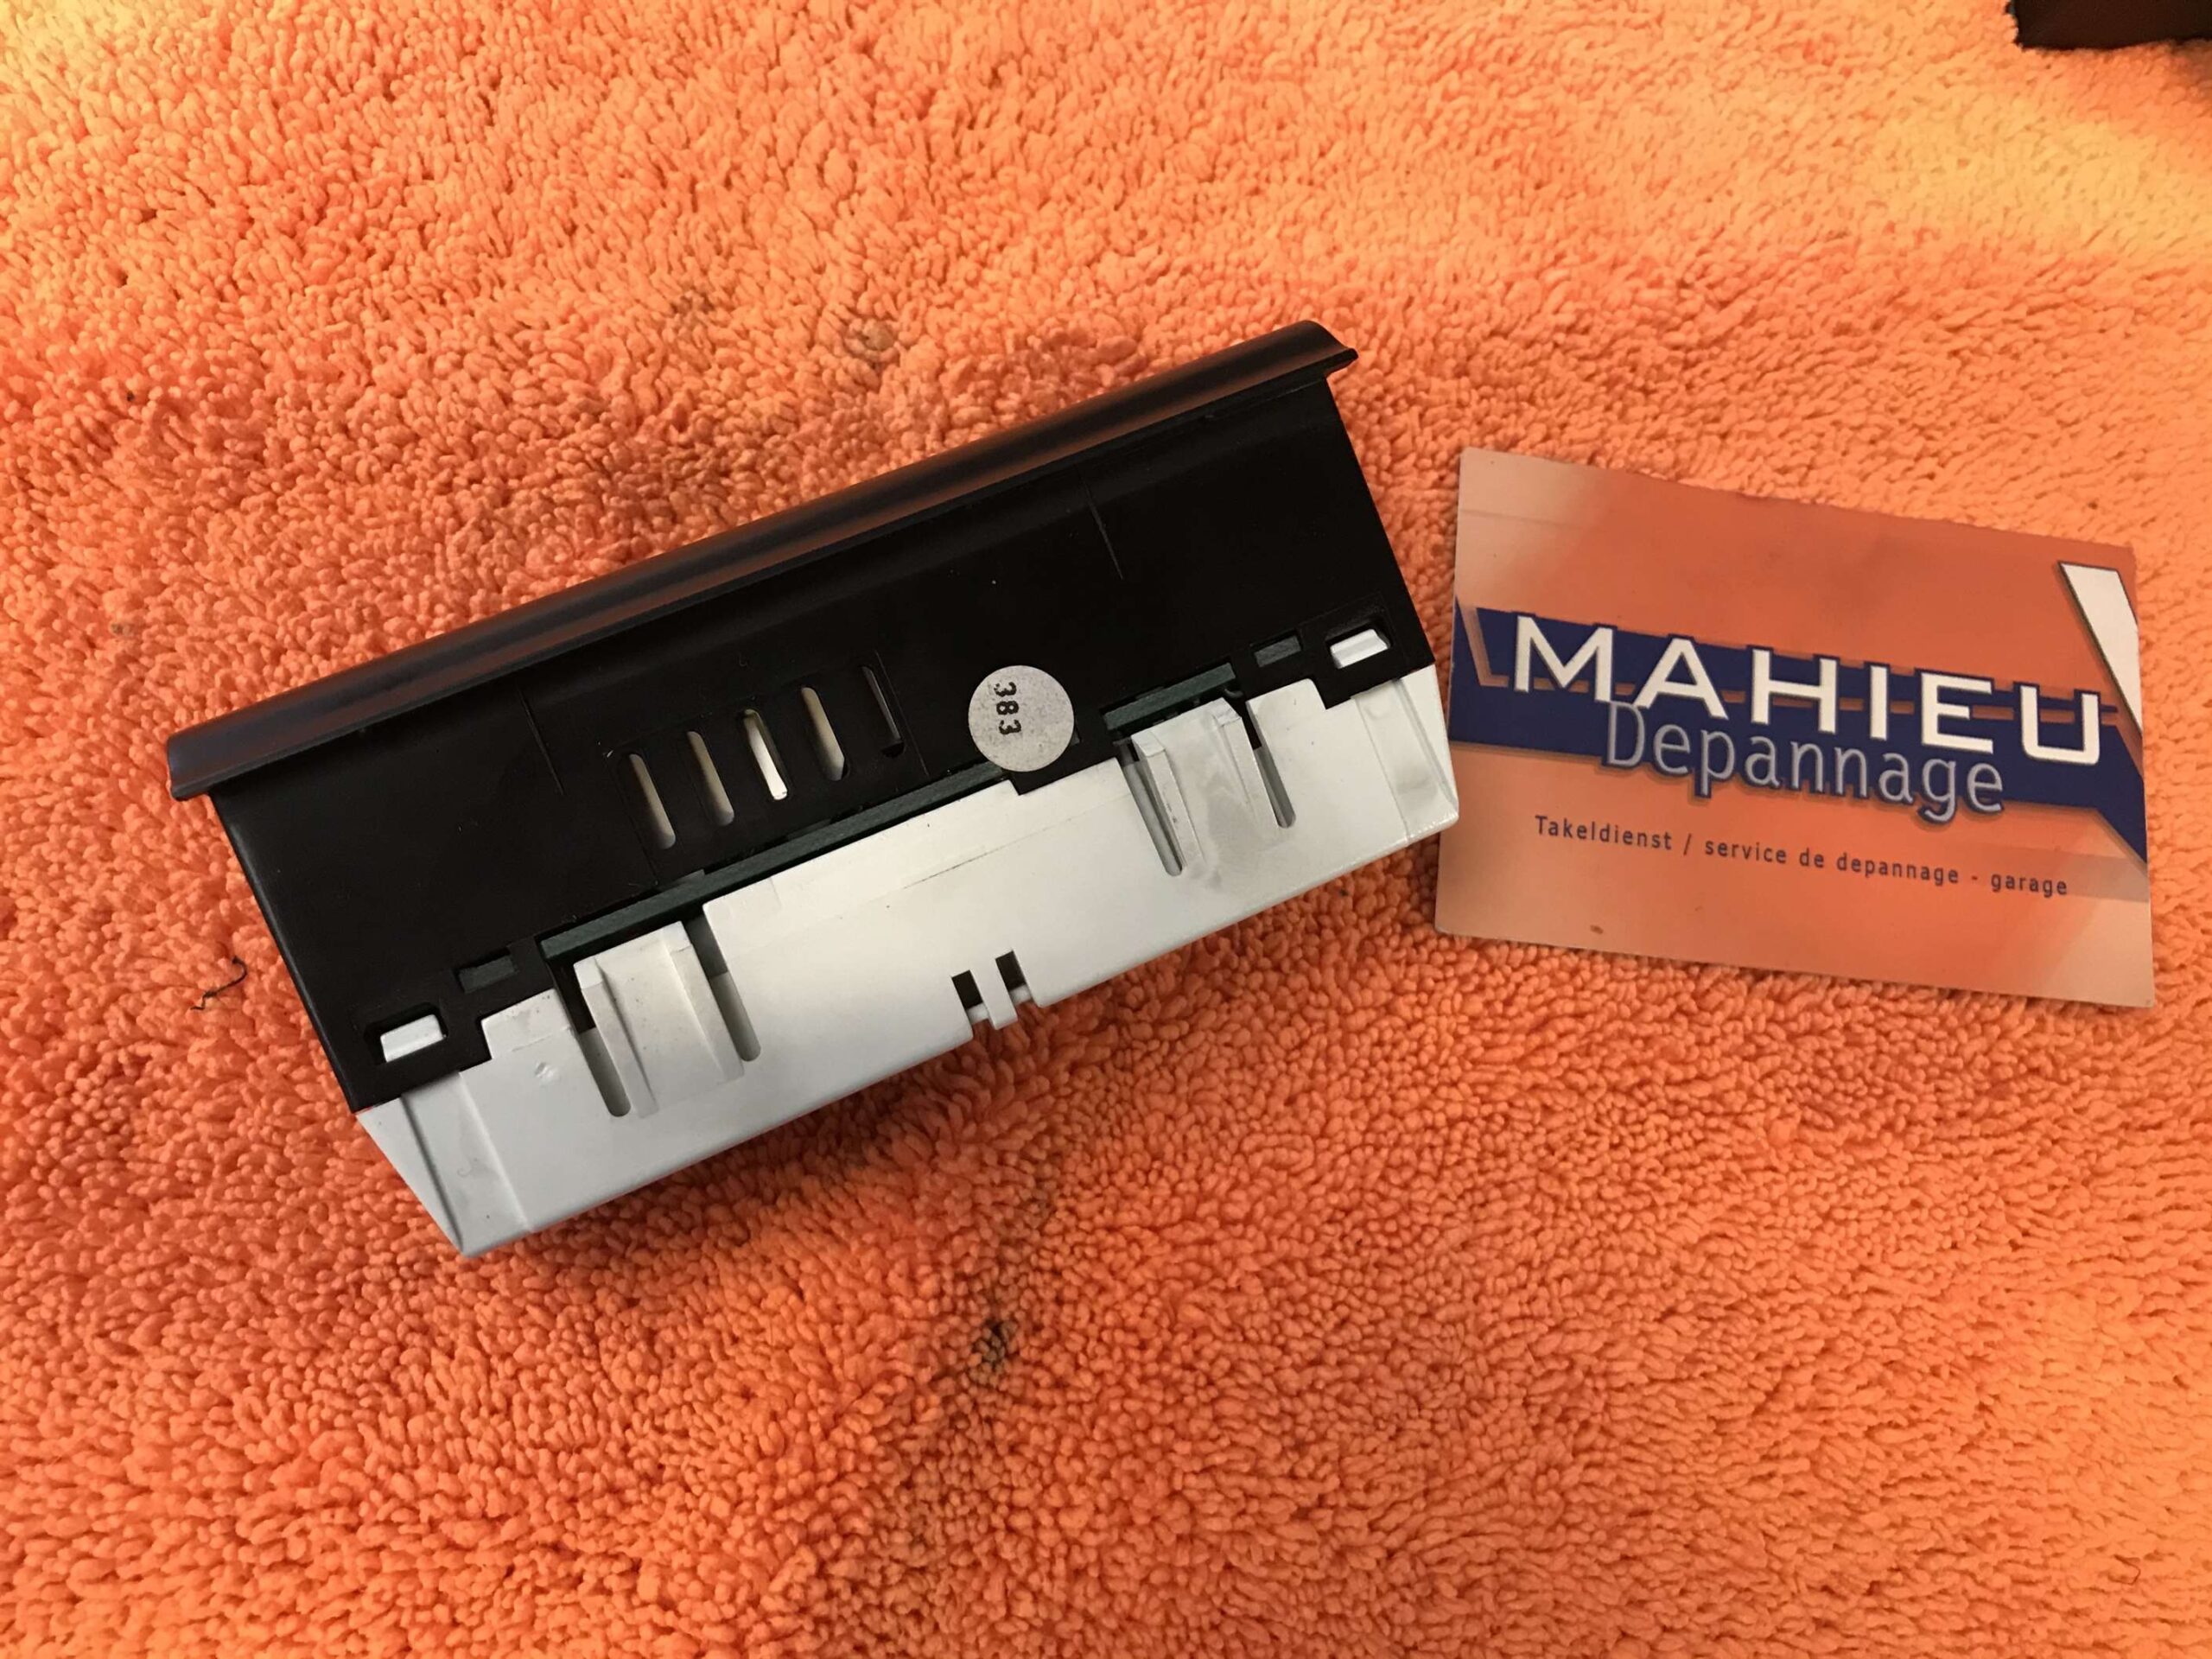 383
MAHIEU
Depannage
Takeldienst / service de depannage - garage